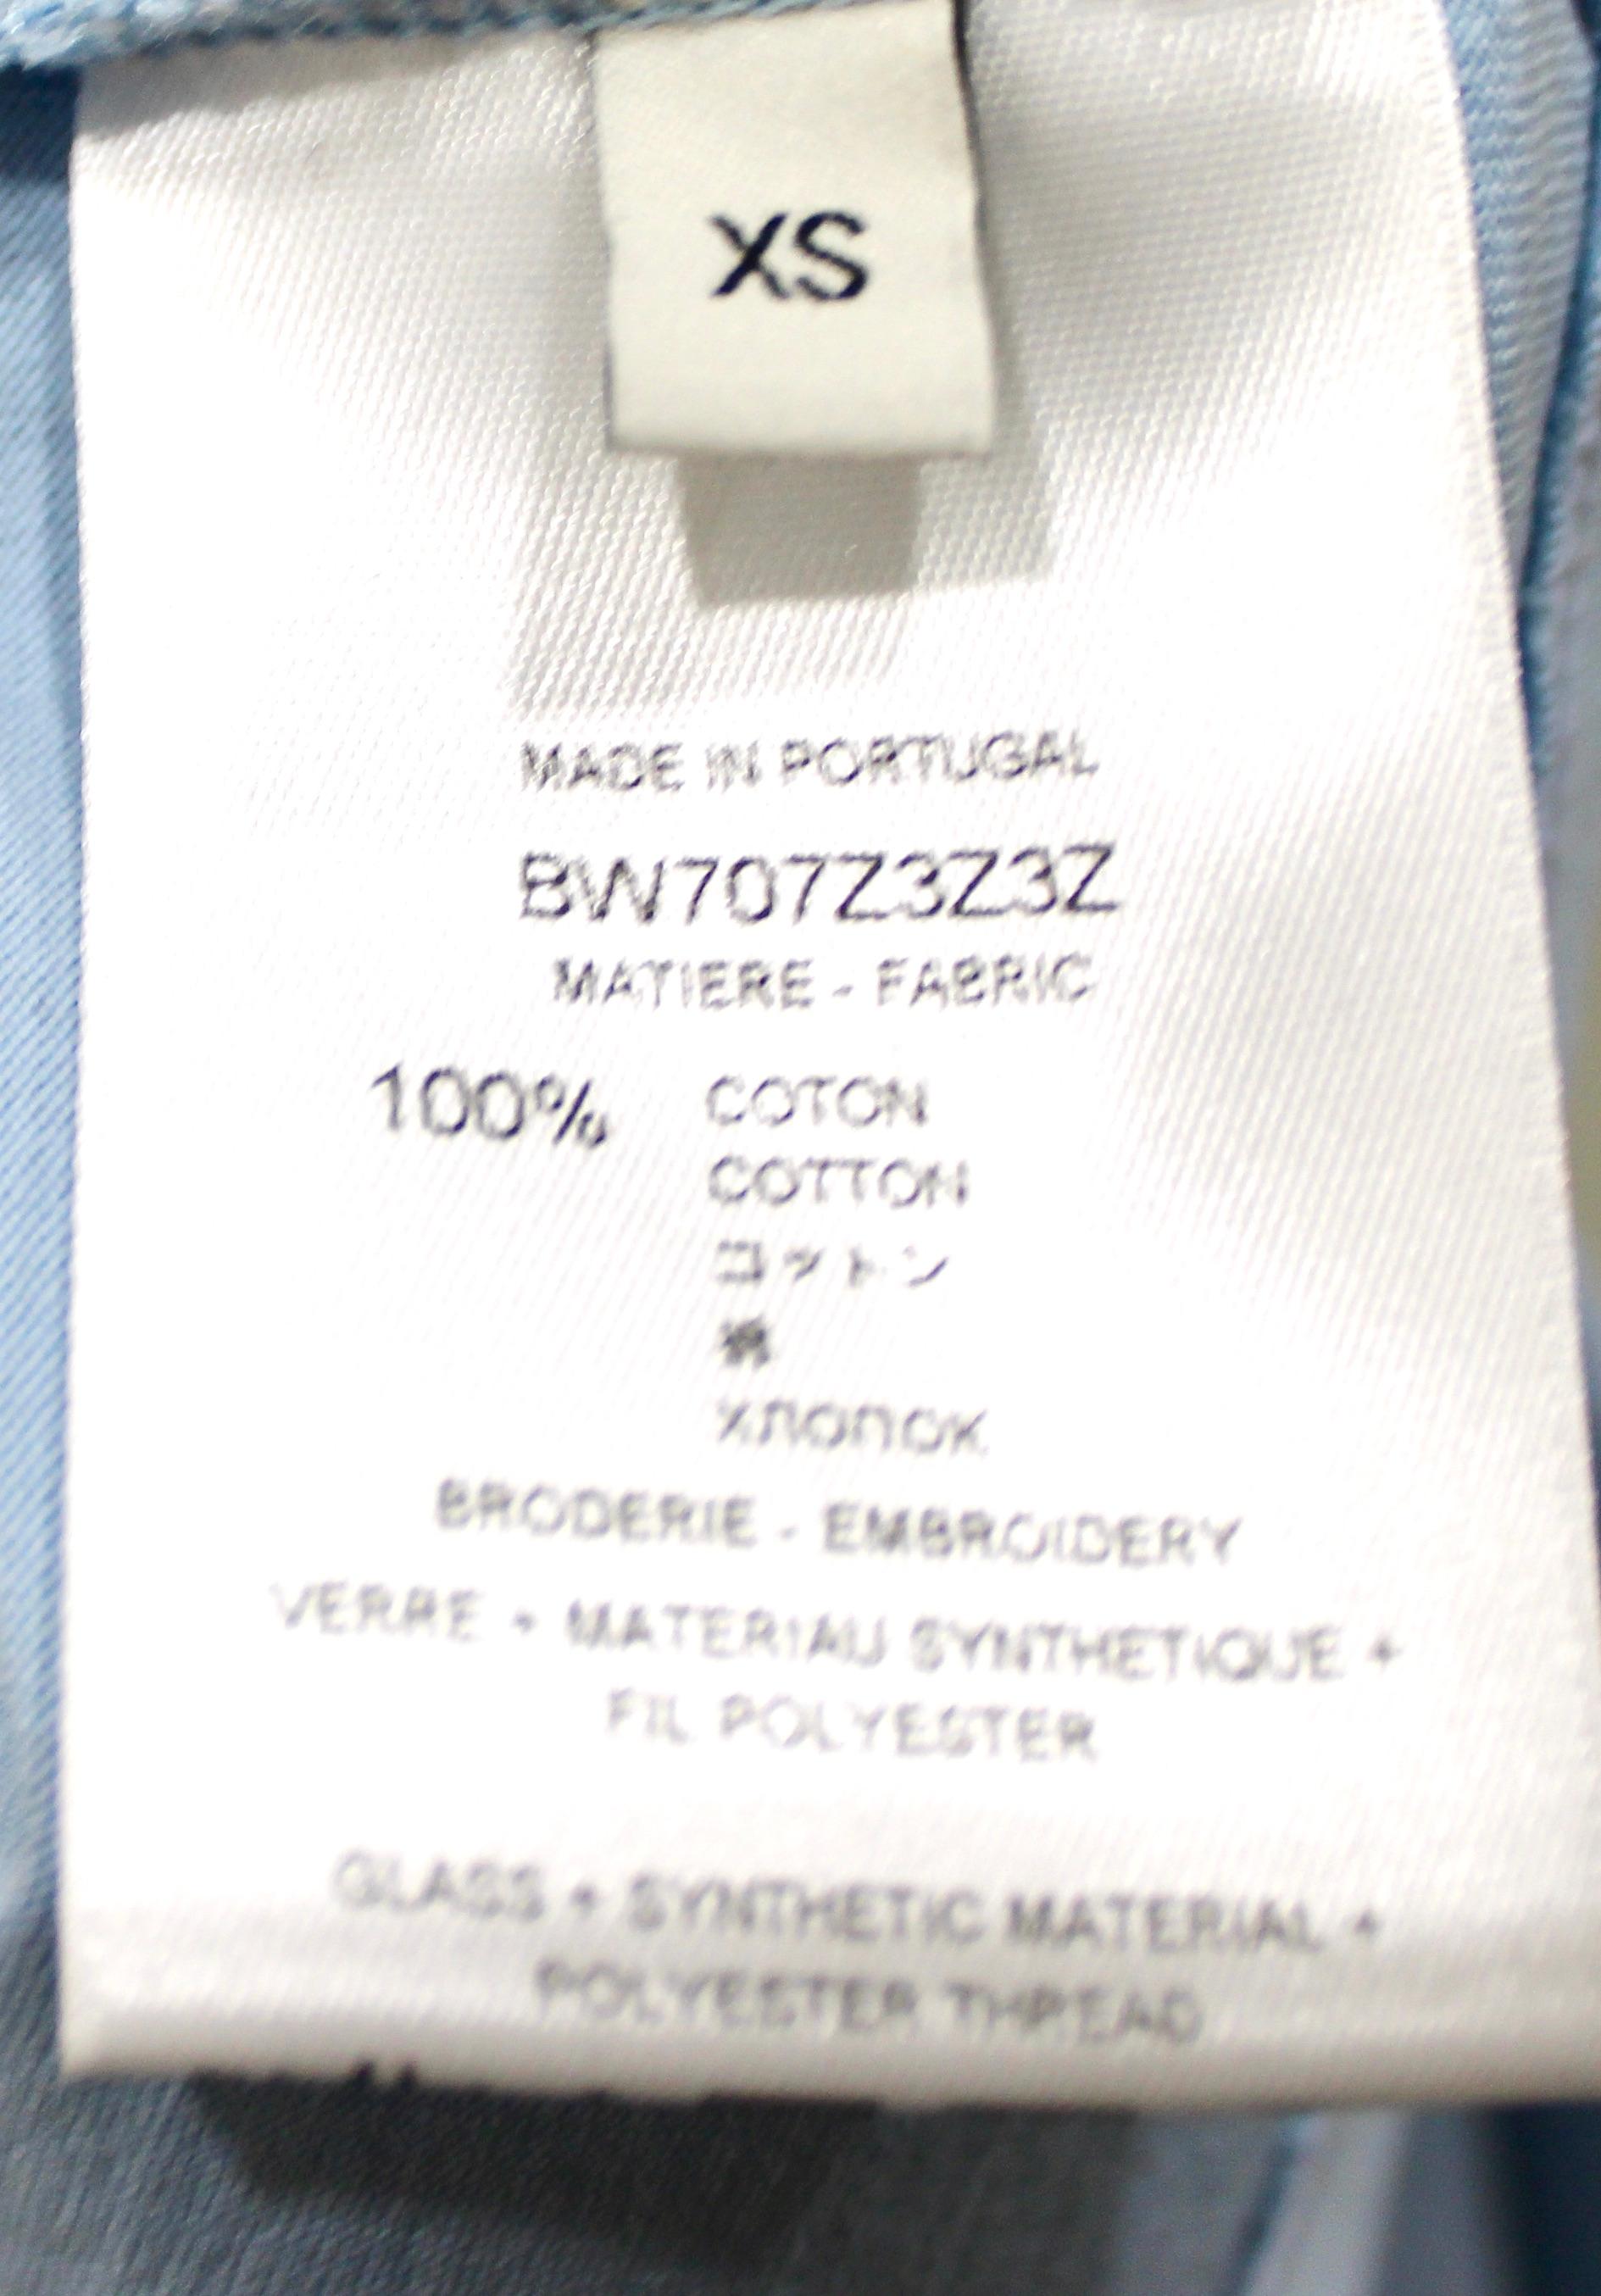 XS
MADE IN PORTUGAL
BW707Z3Z3Z
MATIERE - FABRIC
100% COTON
COTTON
コットン
棉
хлопок
BRODERIE - EMBROIDERY
VERRE + MATERIAU SYNTHETIQUE +
FIL POLYESTER
GLASS + SYNTHETIC MATERIAL +
POLYESTER THREAD